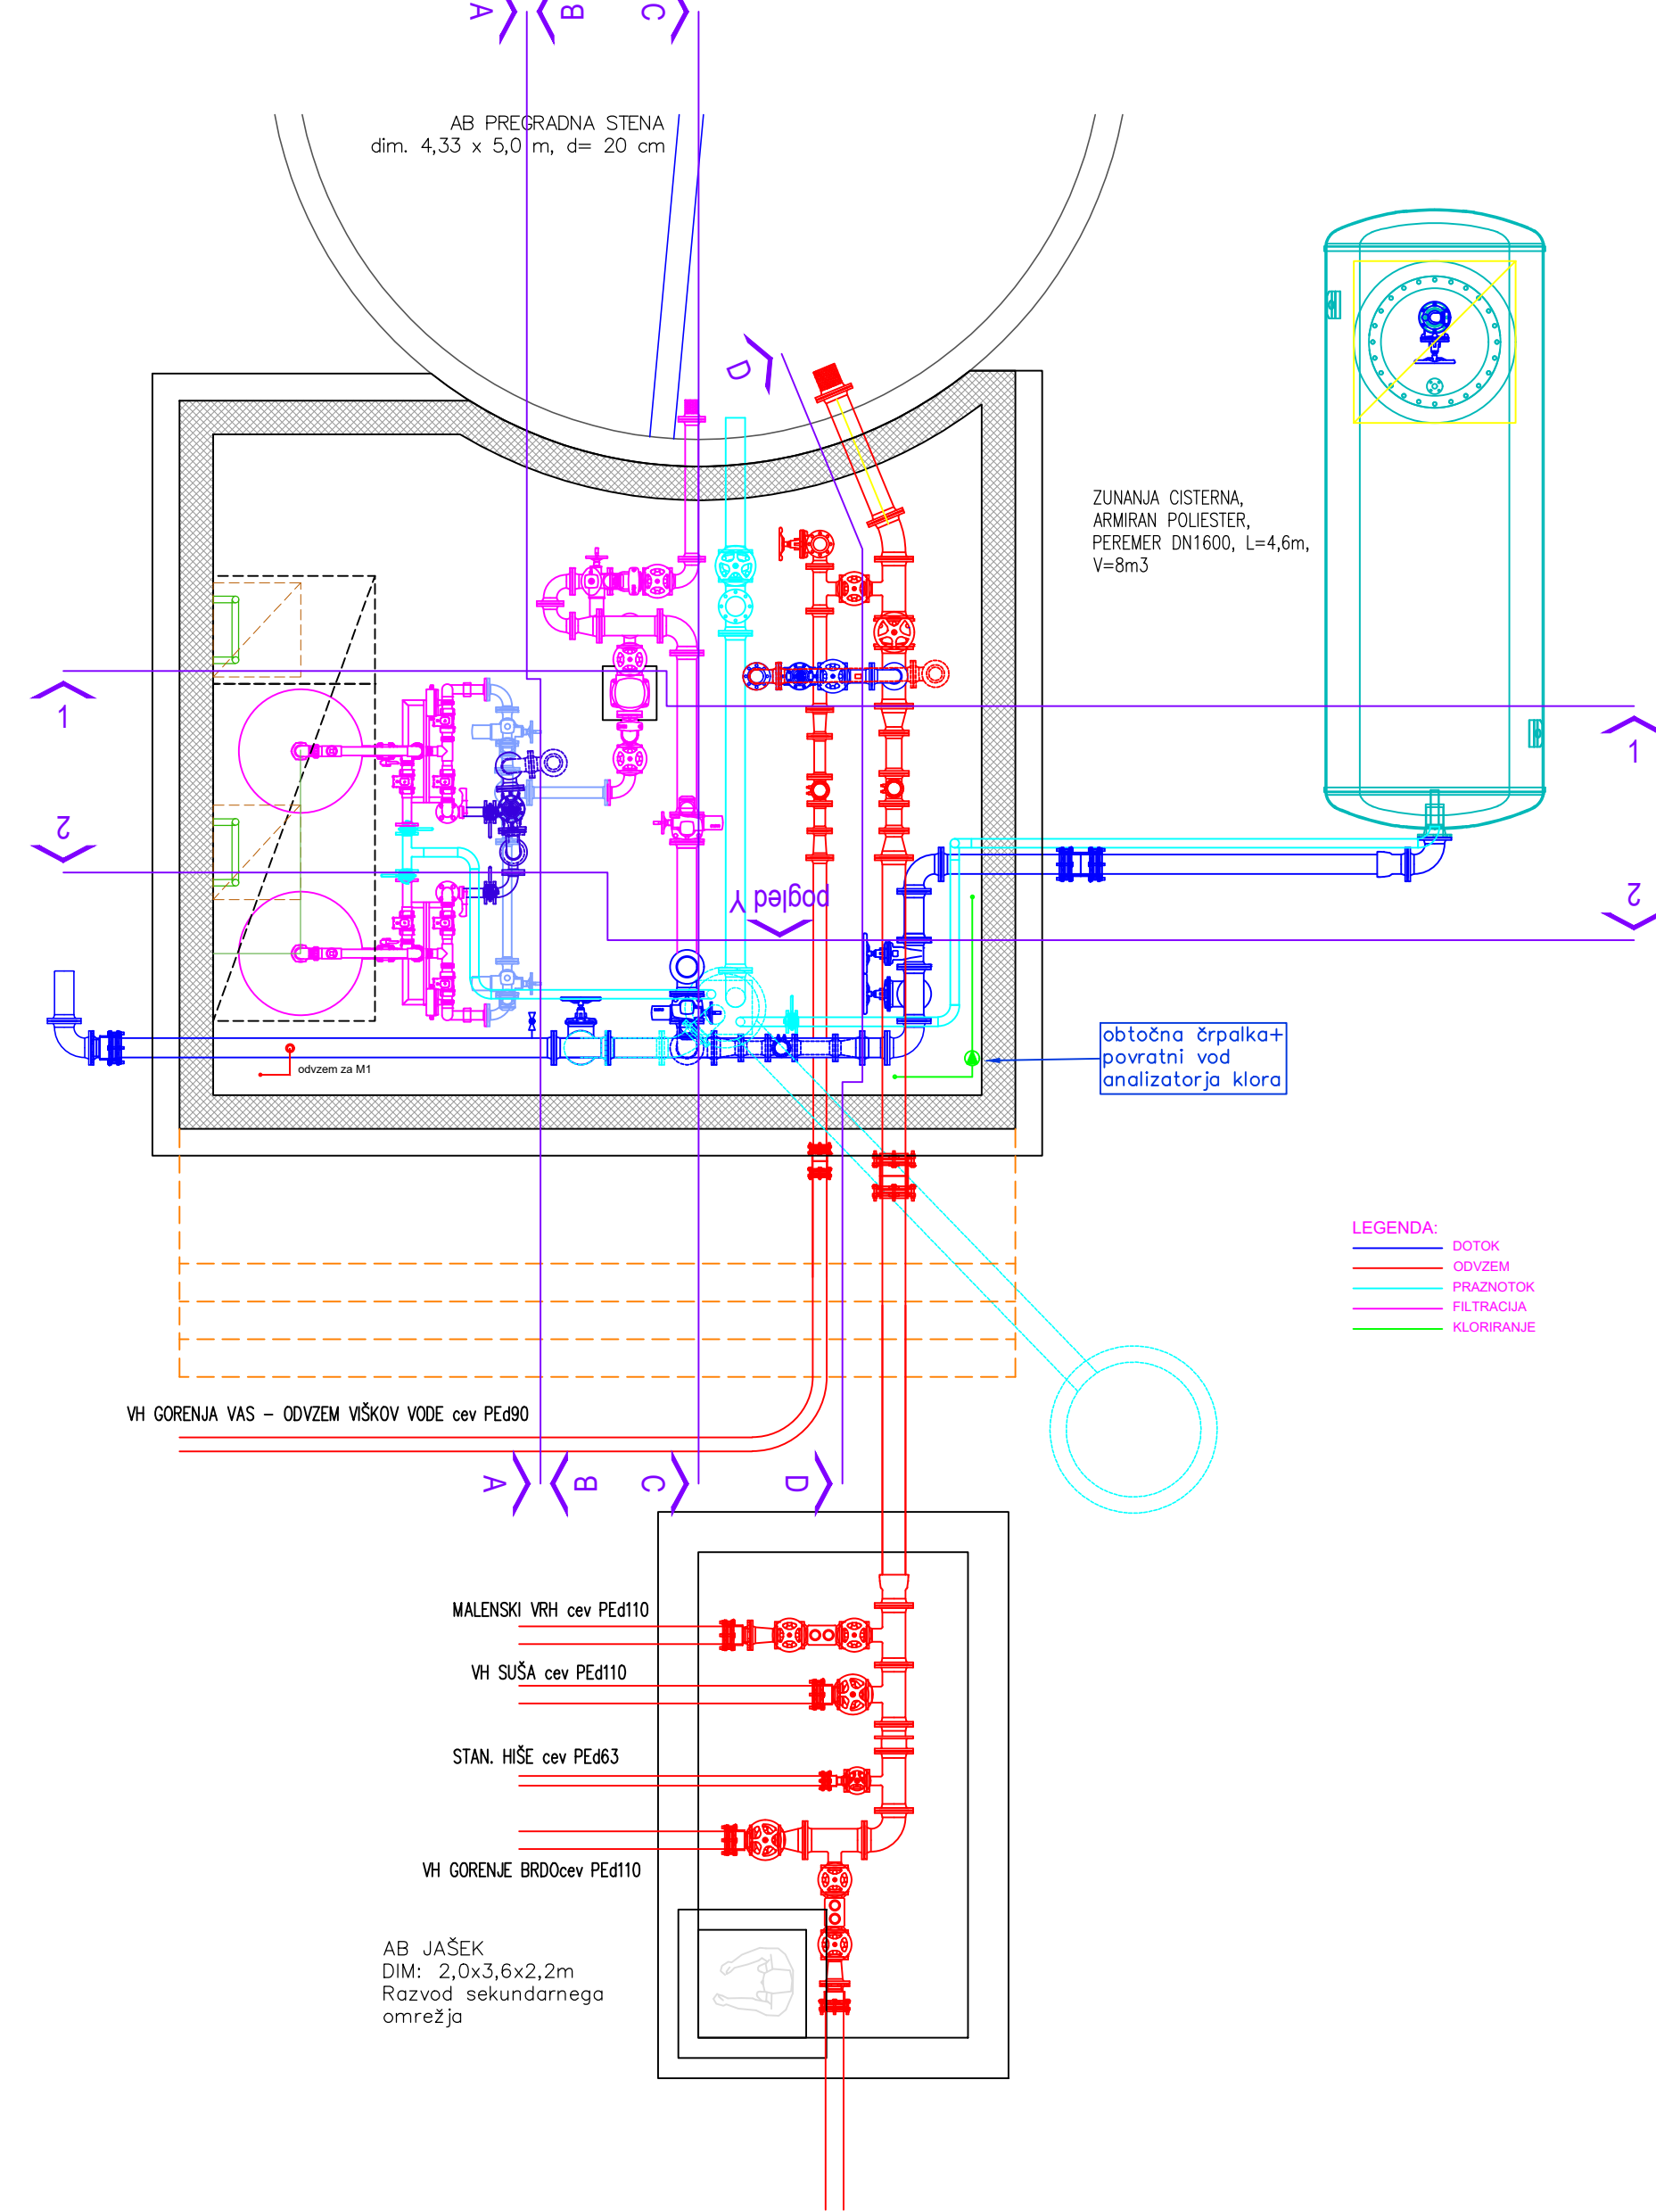 A
B
C
AB PREGRADNA STENA
dim. 4,33 x 5,0 m, d= 20 cm
D
ZUNANJA CISTERNA,
ARMIRAN POLIESTER,
PEREMER DN1600, L=4,6m,
V=8m3
1
1
2
2
pogled Y
odvzem za M1
obtočna črpalka+
povratni vod
analizatorja klora
LEGENDA:
DOTOK
ODVZEM
PRAZNOTOK
FILTRACIJA
KLORIRANJE
VH GORENJA VAS – ODVZEM VIŠKOV VODE cev PEd90
A
B
C
D
MALENSKI VRH cev PEd110
VH SUŠA cev PEd110
STAN. HIŠE cev PEd63
VH GORENJE BRDOcev PEd110
AB JAŠEK
DIM: 2,0x3,6x2,2m
Razvod sekundarnega
omrežja